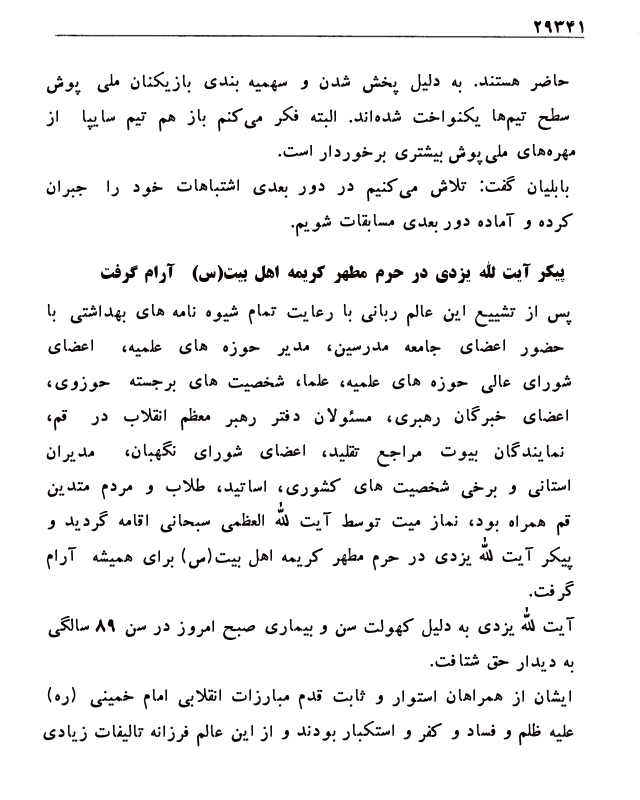 ۲۹۳۴۱
حاضر هستند. به دلیل پخش شدن و سهمیه بندی بازیکنان ملی پوش
سطح تیم‌ها یکنواخت شده‌اند. البته فکر می‌کنم باز هم تیم سایپا از
مهره‌های ملی‌پوش بیشتری برخوردار است.
بابلیان گفت: تلاش می‌کنیم در دور بعدی اشتباهات خود را جبران
کرده و آماده دور بعدی مسابقات شویم.
پیکر آیت لله یزدی در حرم مطهر کریمه اهل بیت(س) آرام گرفت
پس از تشییع این عالم ربانی با رعایت تمام شیوه نامه های بهداشتی با
حضور اعضای جامعه مدرسین، مدیر حوزه های علمیه، اعضای
شورای عالی حوزه های علمیه، علما، شخصیت های برجسته حوزوی،
اعضای خبرگان رهبری، مسئولان دفتر رهبر معظم انقلاب در قم،
نمایندگان بیوت مراجع تقلید، اعضای شورای نگهبان، مدیران
استانی و برخی شخصیت های کشوری، اساتید، طلاب و مردم متدین
قم همراه بود، نماز میت توسط آیت لله العظمی سبحانی اقامه گردید و
پیکر آیت لله یزدی در حرم مطهر کریمه اهل بیت(س) برای همیشه آرام
گرفت.
آیت لله یزدی به دلیل کهولت سن و بیماری صبح امروز در سن ۸۹ سالگی
به دیدار حق شتافت.
ایشان از همراهان استوار و ثابت قدم مبارزات انقلابی امام خمینی (ره)
علیه ظلم و فساد و کفر و استکبار بودند و از این عالم فرزانه تالیفات زیادی